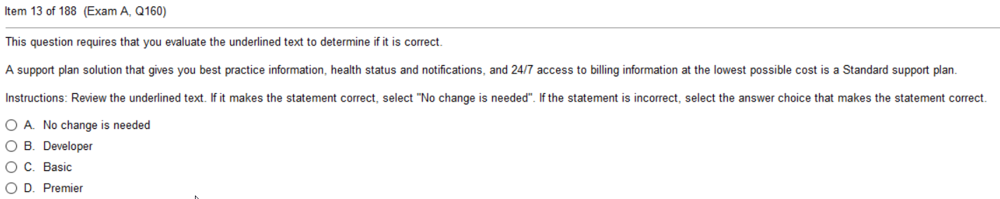 Item 13 of 188 (Exam A, Q160)
This question requires that you evaluate the underlined text to determine if it is correct.
A support plan solution that gives you best practice information, health status and notifications, and 24/7 access to billing information at the lowest possible cost is a Standard support plan.
Instructions: Review the underlined text. If it makes the statement correct, select "No change is needed". If the statement is incorrect, select the answer choice that makes the statement correct.
A. No change is needed
B. Developer
C. Basic
D. Premier